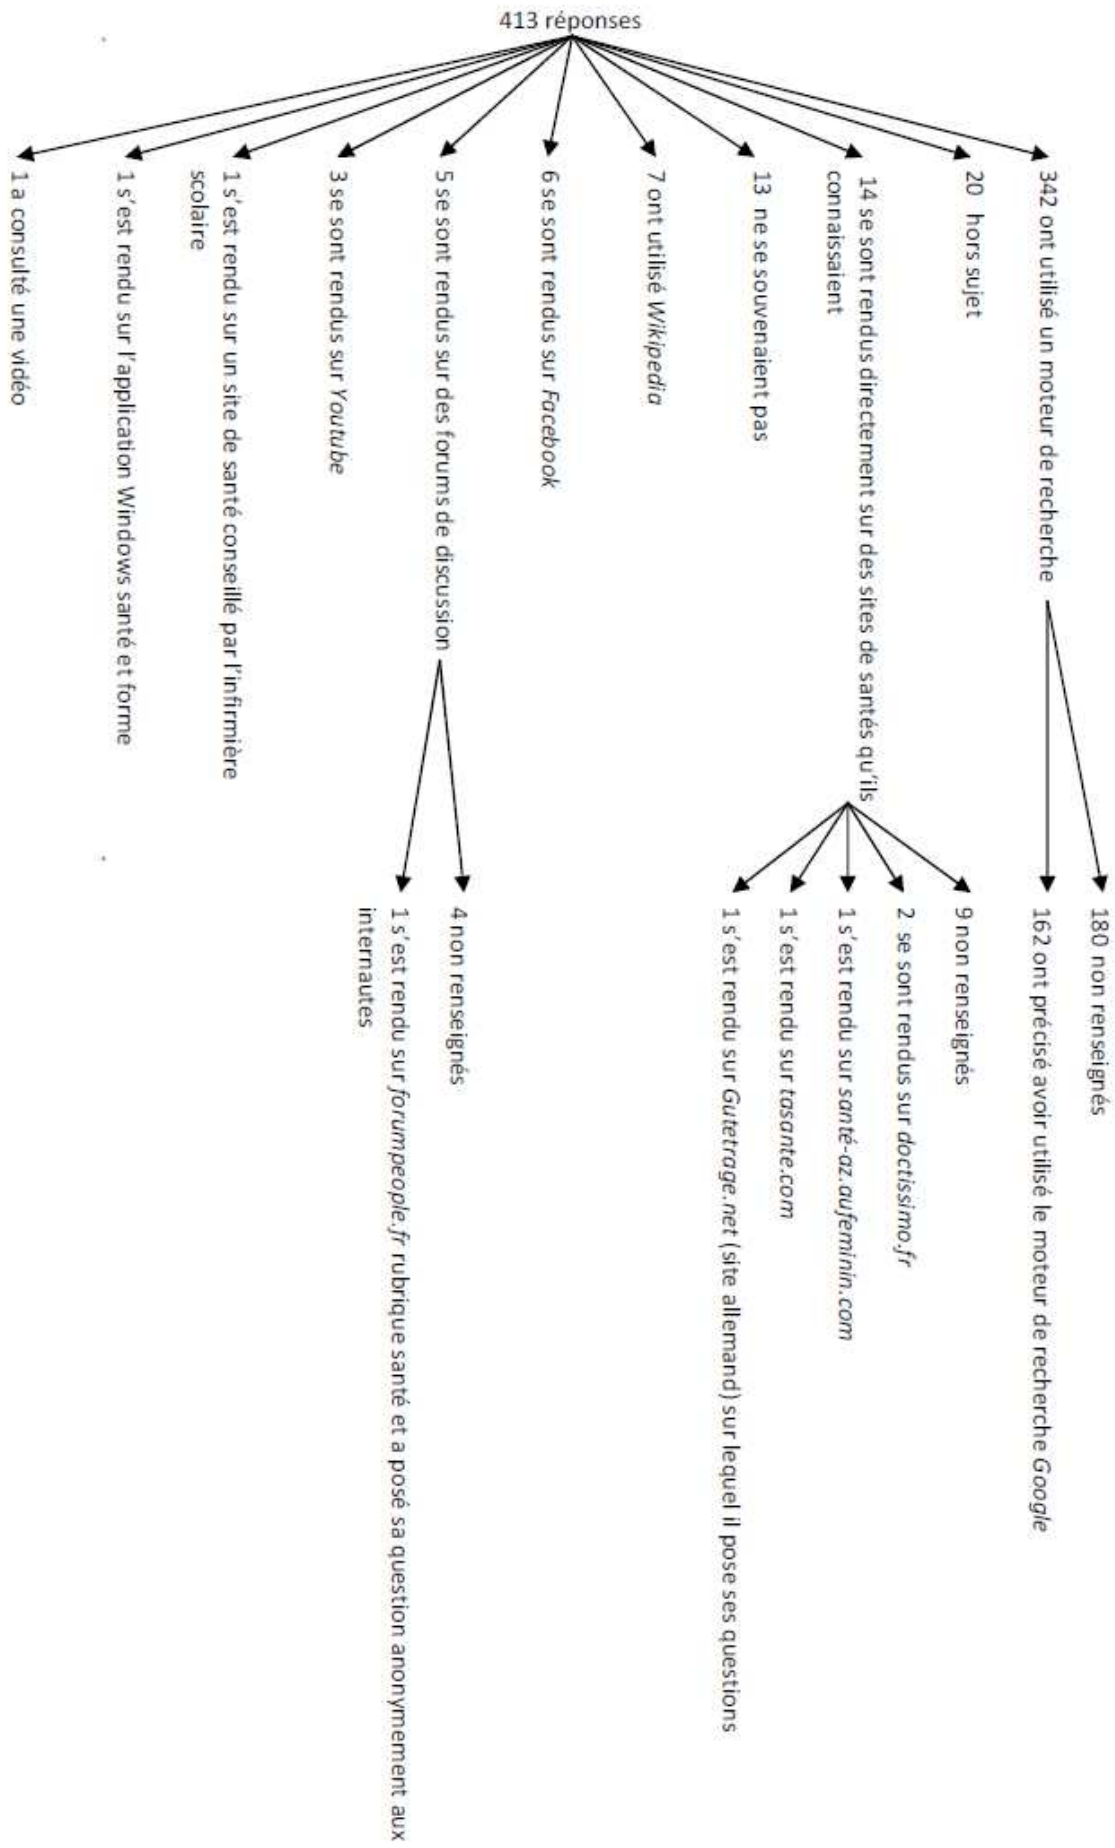 413 réponses
342 ont utilisé un moteur de recherche
180 non renseignés
162 ont précisé avoir utilisé le moteur de recherche Google
20 hors sujet
14 se sont rendus directement sur des sites de santés qu'ils
connaissaient
9 non renseignés
2 se sont rendus sur doctissimo.fr
1 s'est rendu sur santé-az.aufeminin.com
1 s'est rendu sur tasante.com
1 s'est rendu sur Gutetrage.net (site allemand) sur lequel il pose ses questions
13 ne se souvenaient pas
7 ont utilisé Wikipedia
6 se sont rendus sur Facebook
5 se sont rendus sur des forums de discussion
4 non renseignés
1 s'est rendu sur forumpeople.fr rubrique santé et a posé sa question anonymement aux
internautes
3 se sont rendus sur Youtube
1 s'est rendu sur un site de santé conseillé par l'infirmière
scolaire
1 s'est rendu sur l'application Windows santé et forme
1 a consulté une vidéo